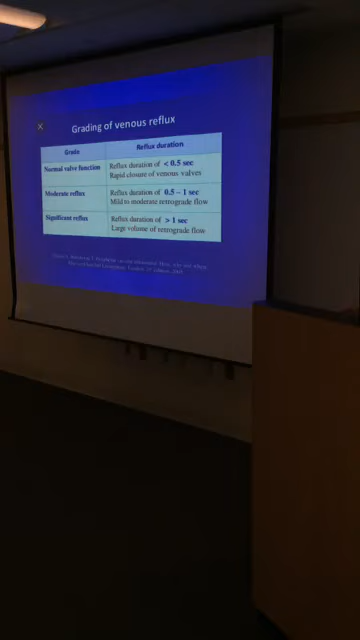 Grading of venous reflux
Grade
Reflux duration
Normal valve function
Reflux duration of < 0.5 sec
Rapid closure of venous valves
Moderate reflux
Reflux duration of 0.5 – 1 sec
Mild to moderate retrograde flow
Significant reflux
Reflux duration of > 1 sec
Large volume of retrograde flow